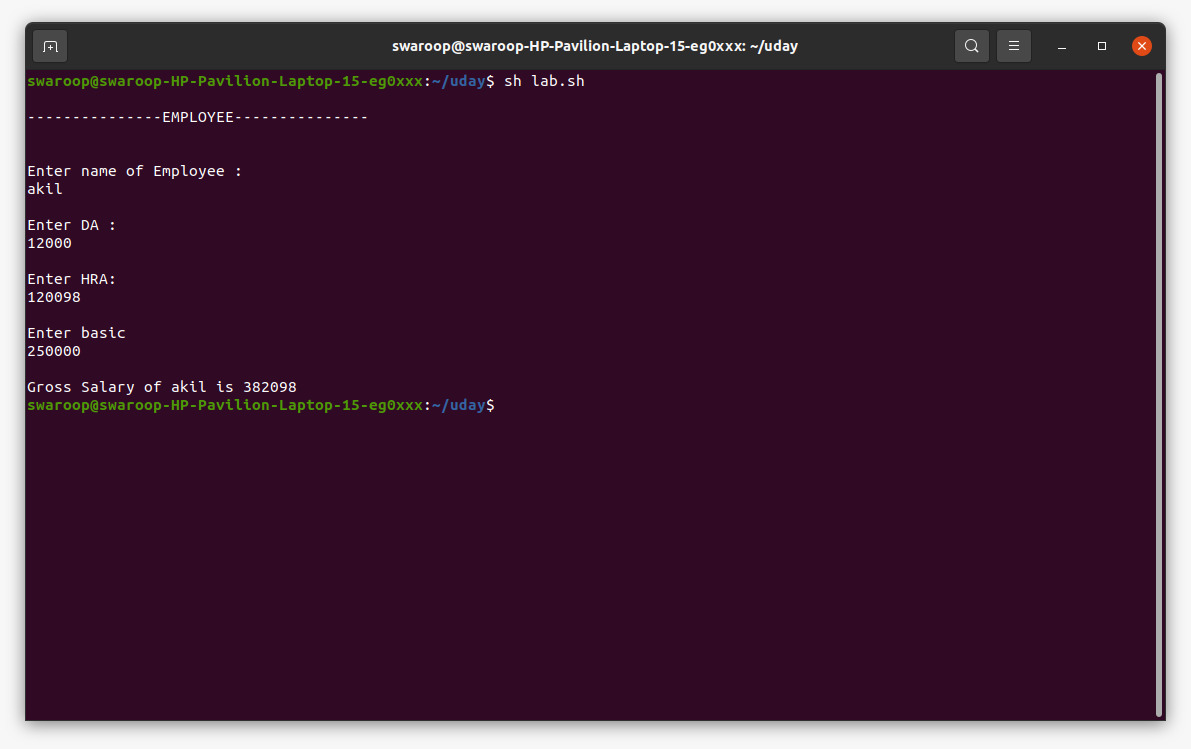 swaroop@swaroop-HP-Pavilion-Laptop-15-eg0xxx: ~/uday
swaroop@swaroop-HP-Pavilion-Laptop-15-eg0xxx:~/uday$ sh lab.sh
---------------EMPLOYEE---------------
Enter name of Employee :
akil
Enter DA :
12000
Enter HRA:
120098
Enter basic
250000
Gross Salary of akil is 382098
swaroop@swaroop-HP-Pavilion-Laptop-15-eg0xxx:~/uday$